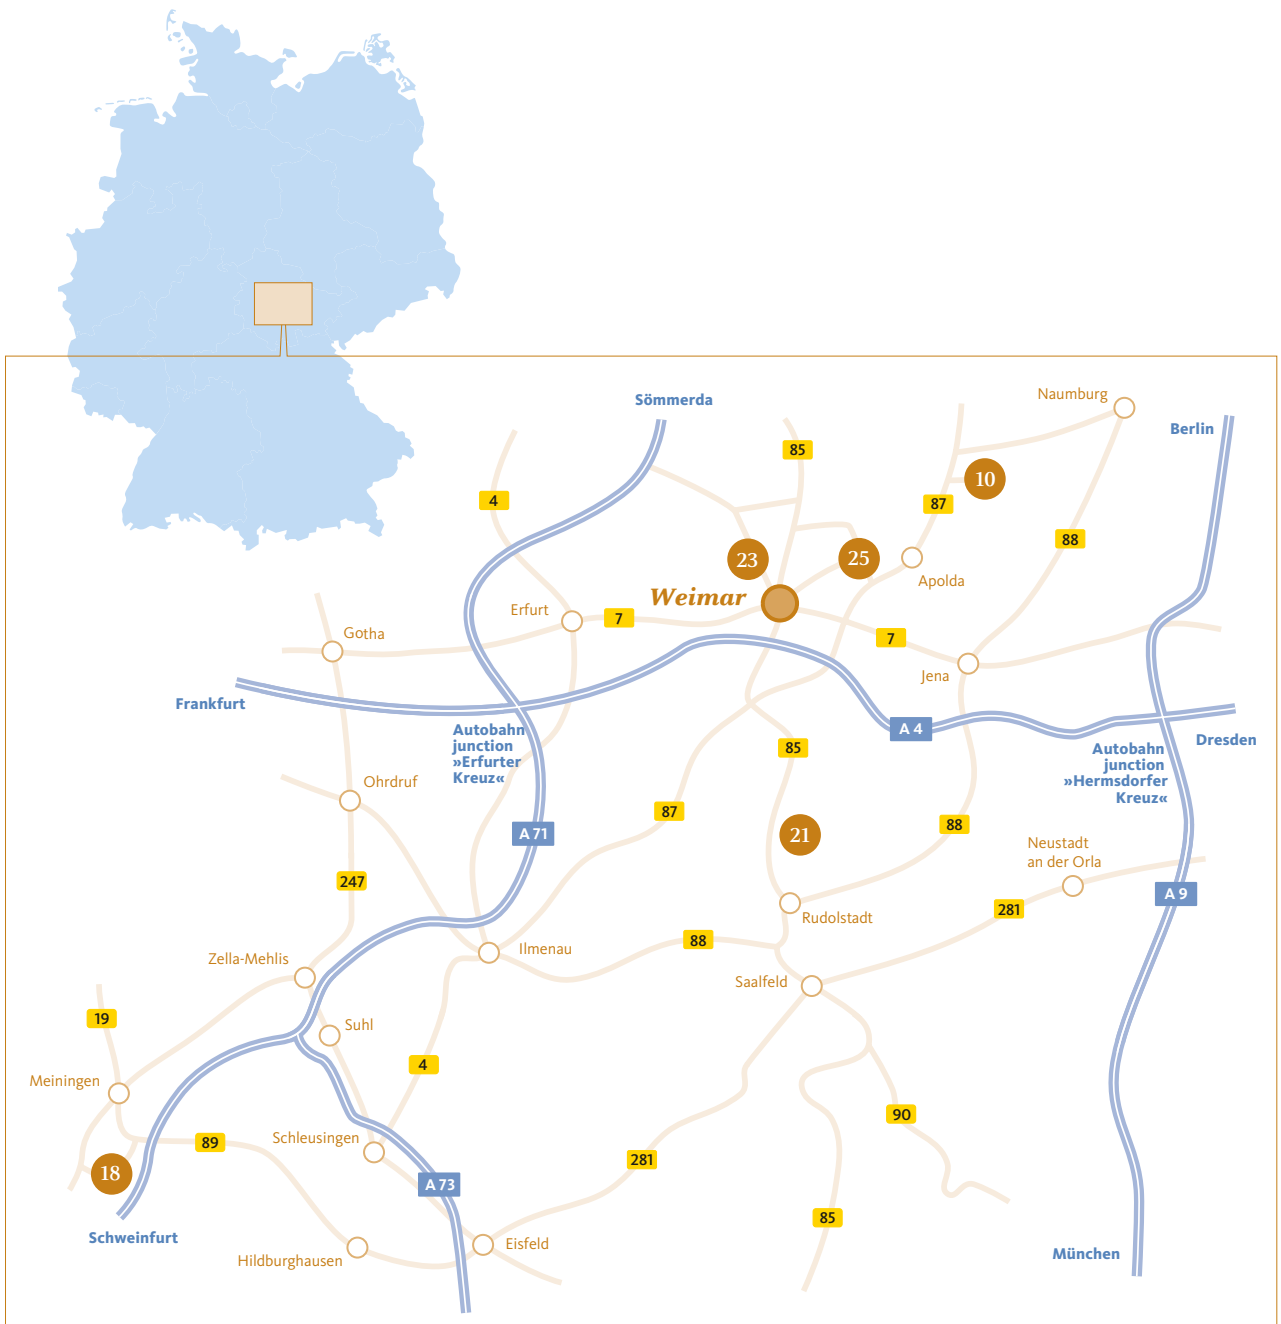 Naumburg
Sömmerda
Berlin
85
10
4
87
88
23
25
Apolda
Weimar
Erfurt
7
Gotha
7
Jena
Frankfurt
A 4
Autobahn
junction
»Erfurter
Kreuz«
Dresden
Autobahn
junction
»Hermsdorfer
Kreuz«
85
Ohrdruf
87
A 71
21
88
Neustadt
an der Orla
247
A 9
281
Rudolstadt
88
Ilmenau
Zella-Mehlis
Saalfeld
19
Suhl
4
Meiningen
90
89
Schleusingen
281
18
A 73
85
Schweinfurt
Eisfeld
München
Hildburghausen